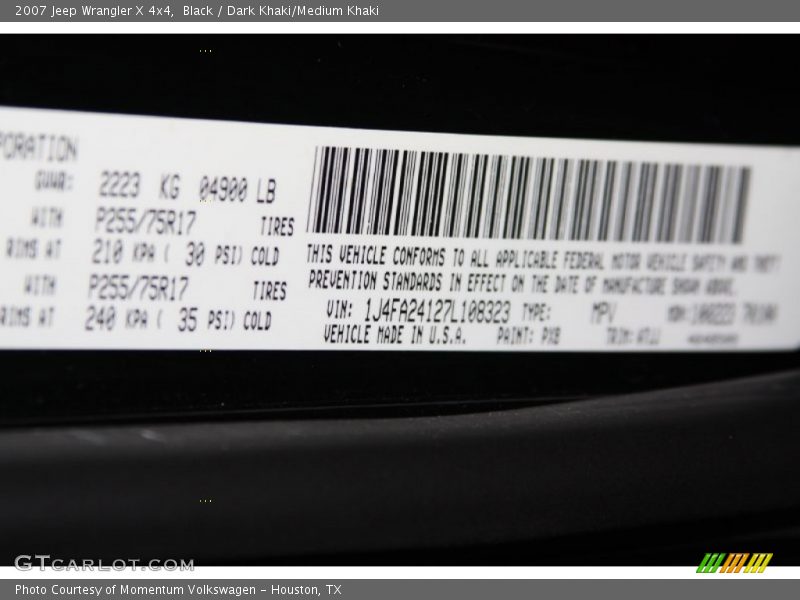 2007 Jeep Wrangler X 4x4,  Black / Dark Khaki/Medium Khaki
PORATION
GVWR: 2223 KG 04900 LB
WITH P255/75R17 TIRES
RIMS AT 210 KPA ( 30 PSI) COLD
WITH P255/75R17 TIRES
RIMS AT 240 KPA ( 35 PSI) COLD
THIS VEHICLE CONFORMS TO ALL APPLICABLE FEDERAL MOTOR VEHICLE SAFETY AND THEFT
PREVENTION STANDARDS IN EFFECT ON THE DATE OF MANUFACTURE SHOWN ABOVE.
VIN: 1J4FA24127L108323 TYPE: MPV
VEHICLE MADE IN U.S.A. PAINT: PX8 TRIM:
GTCARLOT.COM
Photo Courtesy of Momentum Volkswagen - Houston, TX